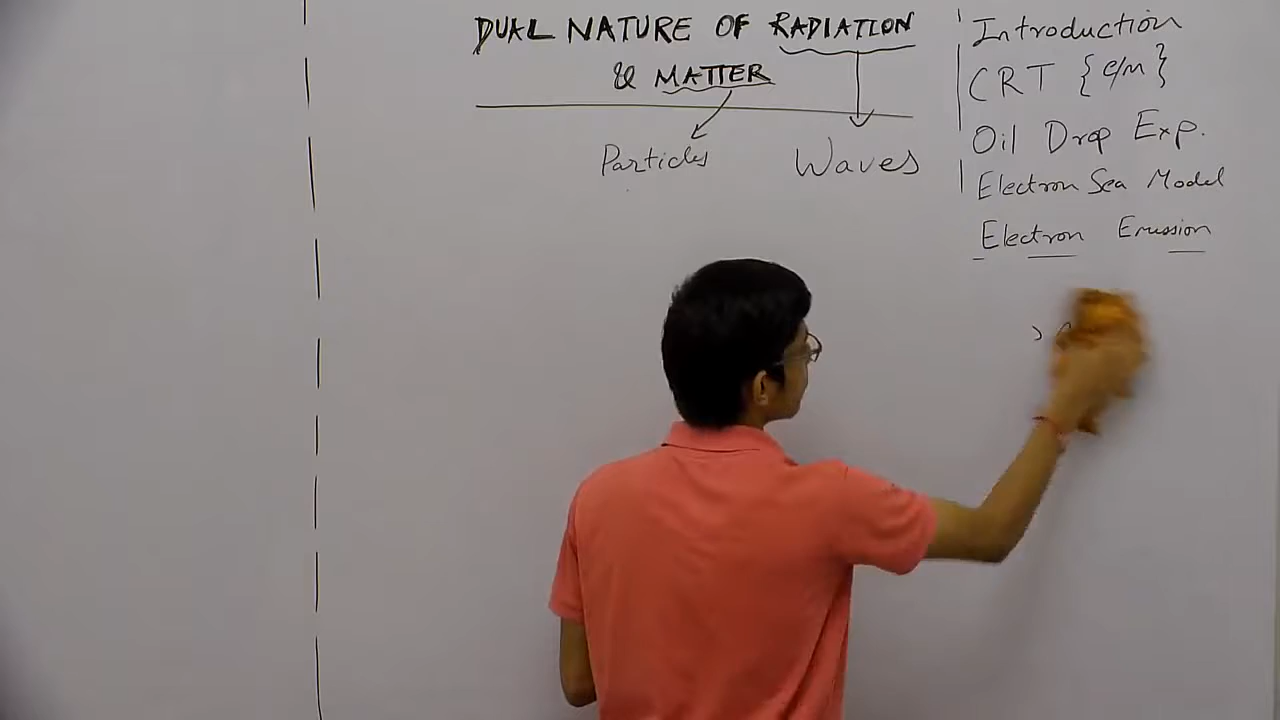 DUAL NATURE OF RADIATION
& MATTER
Particles
Waves
Introduction
CRT {e/m}
Oil Drop Exp.
Electron Sea Model
Electron Emission